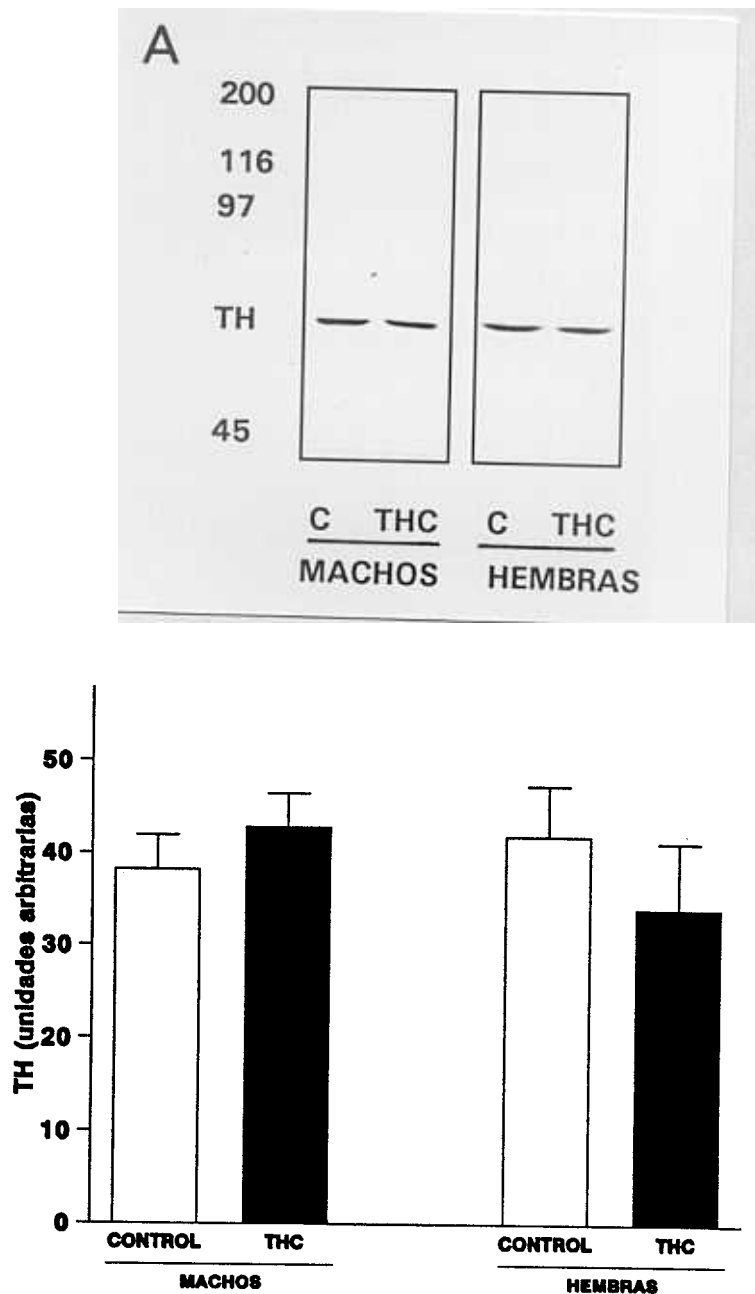 A
200
116
97
TH
45
C THC C THC
MACHOS HEMBRAS
TH (unidades arbitrarias)
50
40
30
20
10
0
CONTROL THC CONTROL THC
MACHOS HEMBRAS